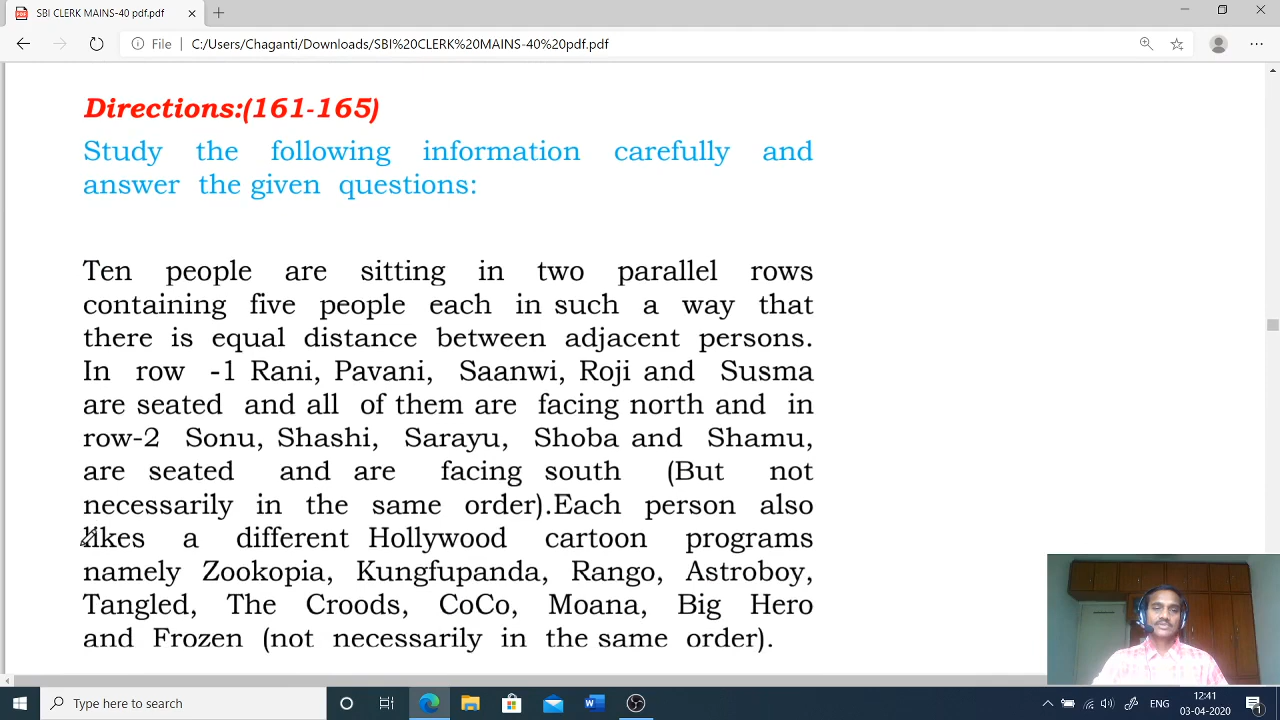 SBI CLERK MAINS-40 pdf.pdf
File | C:/Users/Chaganti/Downloads/SBI%20CLERK%20MAINS-40%20pdf.pdf
Directions:(161-165)
Study the following information carefully and
answer the given questions:
Ten people are sitting in two parallel rows
containing five people each in such a way that
there is equal distance between adjacent persons.
In row -1 Rani, Pavani, Saanwi, Roji and Susma
are seated and all of them are facing north and in
row-2 Sonu, Shashi, Sarayu, Shoba and Shamu,
are seated and are facing south (But not
necessarily in the same order).Each person also
likes a different Hollywood cartoon programs
namely Zookopia, Kungfupanda, Rango, Astroboy,
Tangled, The Croods, CoCo, Moana, Big Hero
and Frozen (not necessarily in the same order).
Type here to search
ENG
12:41
03-04-2020
1